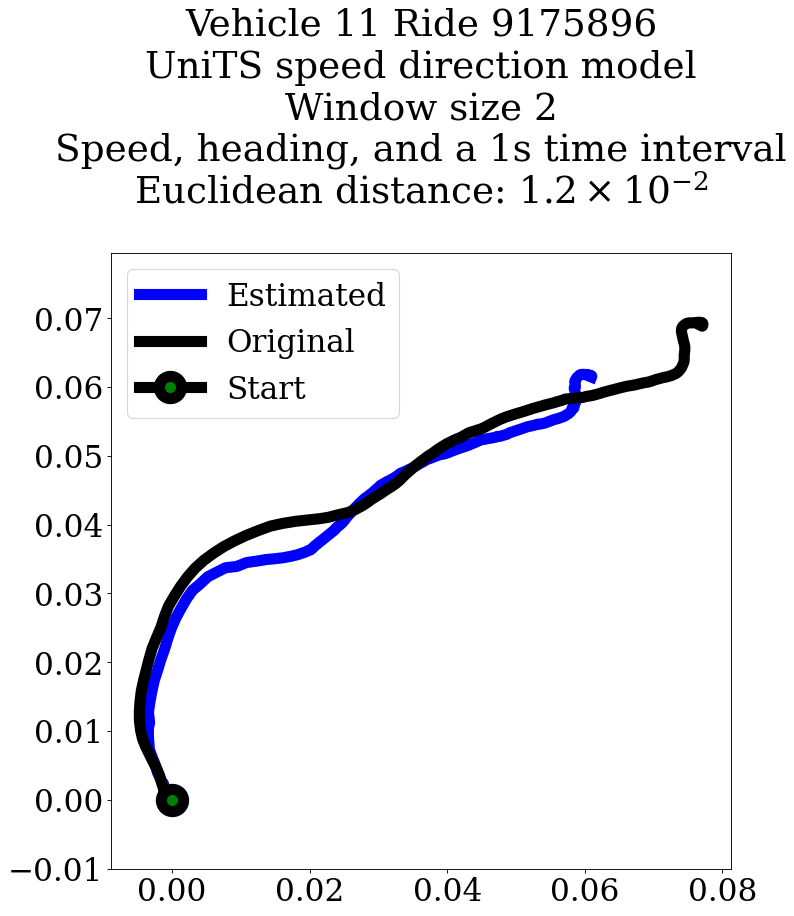 Vehicle 11 Ride 9175896
UniTS speed direction model
Window size 2
Speed, heading, and a 1s time interval
Euclidean distance: 1.2 × 10⁻²
Estimated
Original
Start
0.07
0.06
0.05
0.04
0.03
0.02
0.01
0.00
−0.01
0.00 0.02 0.04 0.06 0.08